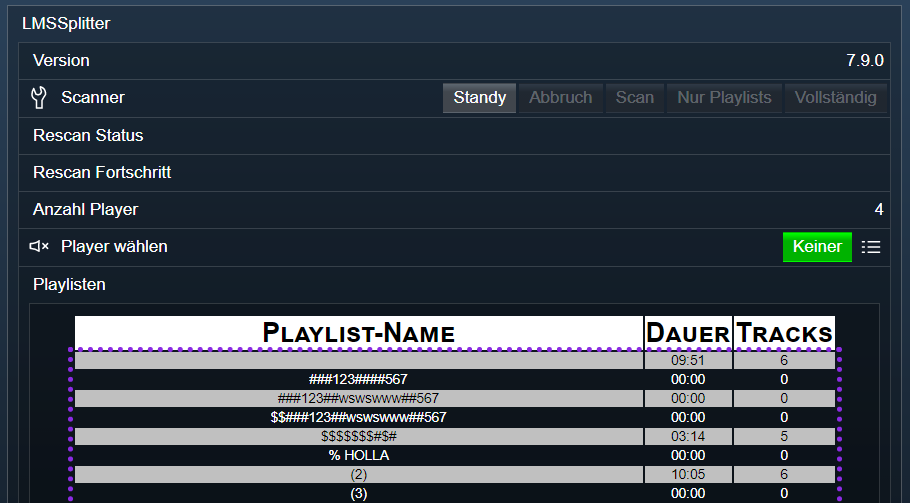 LMSSplitter
Version 7.9.0
Scanner Standy Abbruch Scan Nur Playlists Vollständig
Rescan Status
Rescan Fortschritt
Anzahl Player 4
Player wählen Keiner
Playlisten
Playlist-Name Dauer Tracks
09:51 6
###123####567 00:00 0
###123##wswswww##567 00:00 0
$$###123##wswswww##567 00:00 0
$$$$$$$#$# 03:14 5
% HOLLA 00:00 0
(2) 10:05 6
(3) 00:00 0